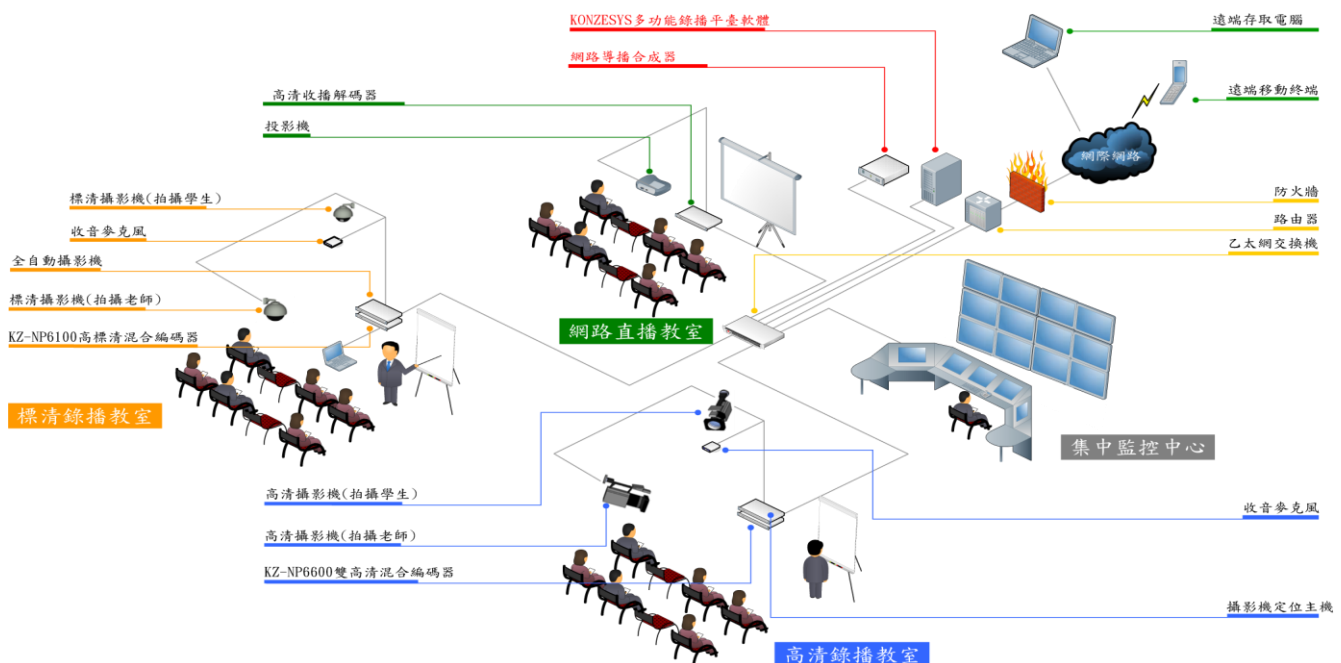 KONZESYS多功能錄播平臺軟體
網路導播合成器
遠端存取電腦
遠端移動終端
網際網路
高清收播解碼器
投影機
防火牆
路由器
乙太網交換機
標清攝影機(拍攝學生)
收音麥克風
全自動攝影機
標清攝影機(拍攝老師)
KZ-NP6100高標清混合編碼器
網路直播教室
標清錄播教室
集中監控中心
高清攝影機(拍攝學生)
收音麥克風
高清攝影機(拍攝老師)
KZ-NP6600雙高清混合編碼器
攝影機定位主機
高清錄播教室